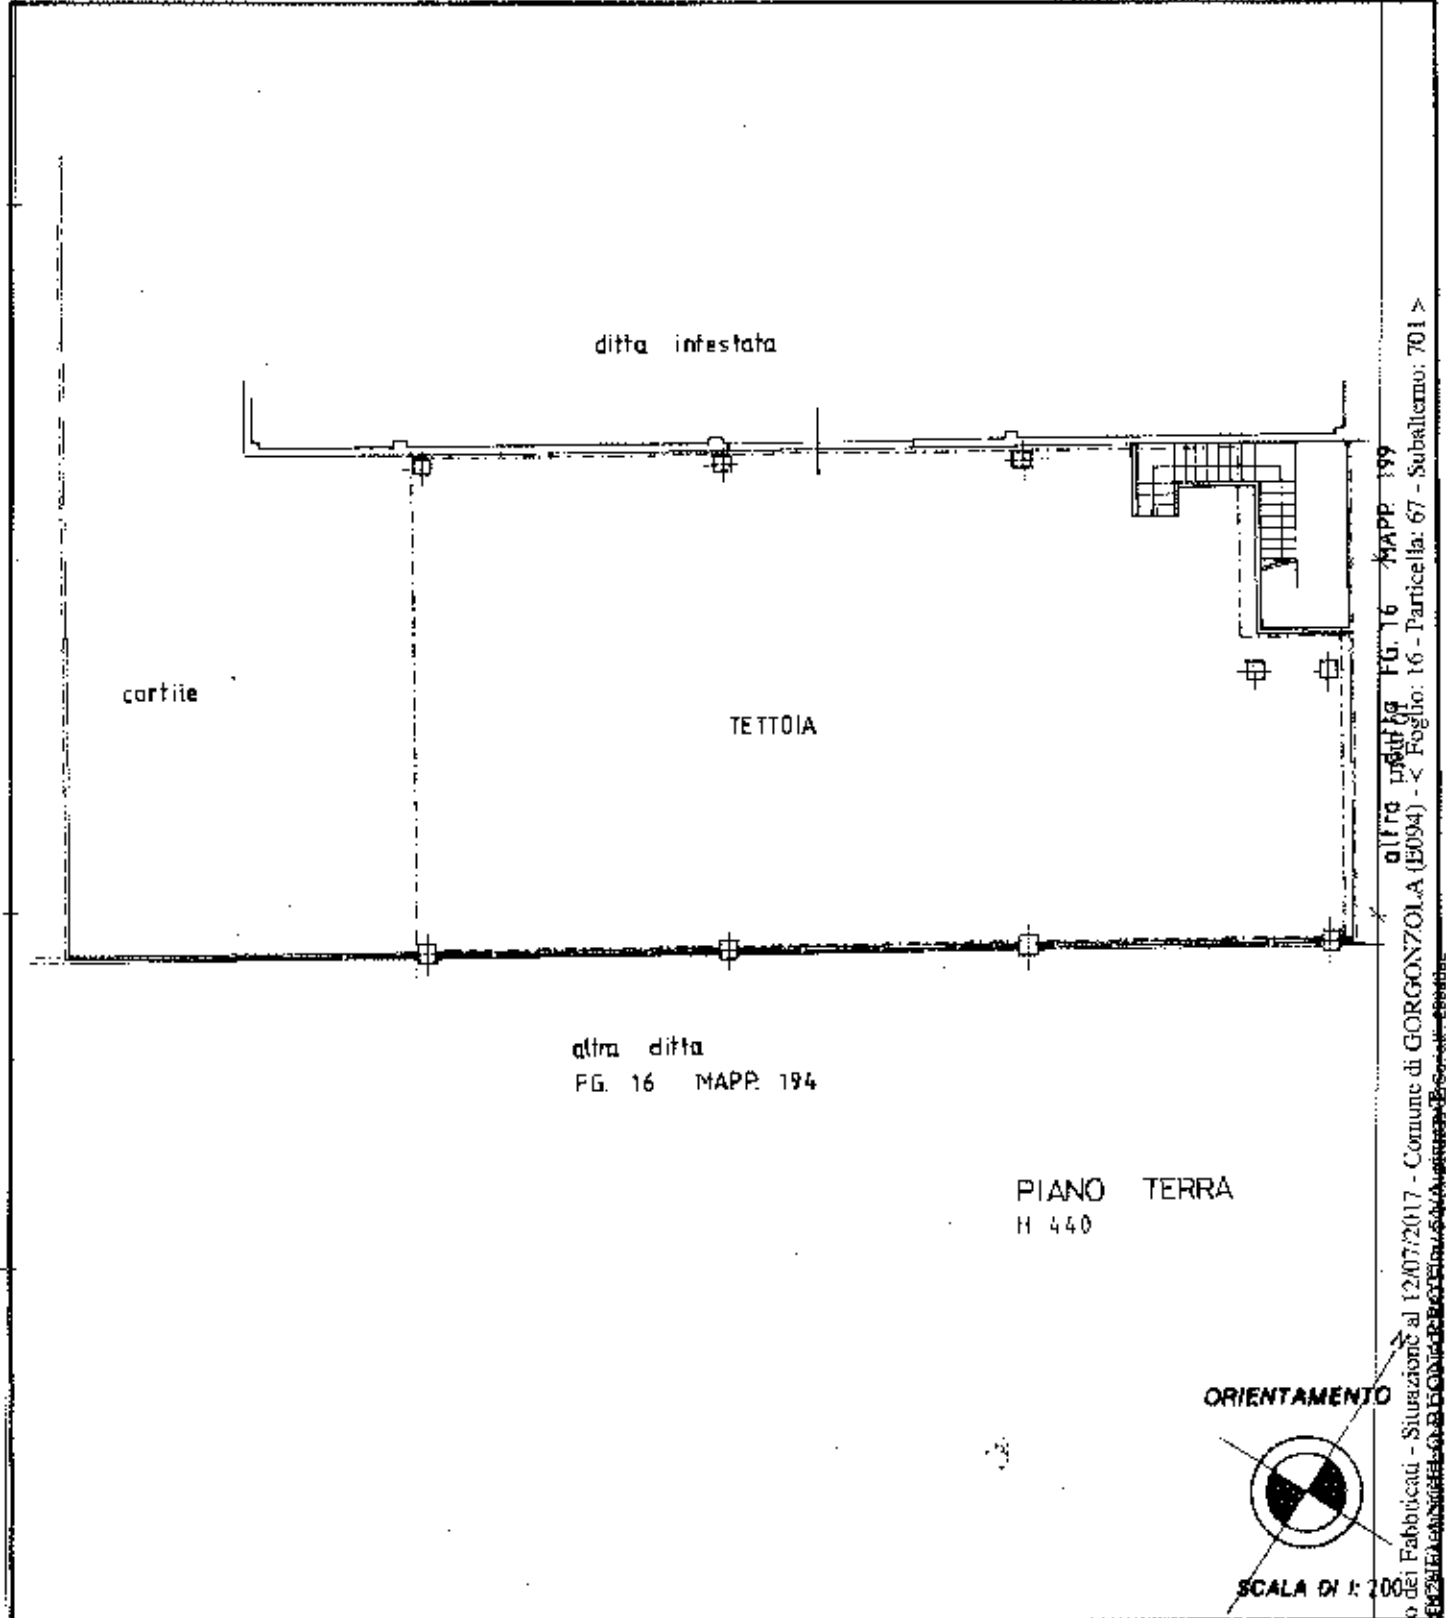 ditta intestata
cortile
TETTOIA
altra ditta
FG. 16 MAPP. 194
PIANO TERRA
H 440
altra ditta FG. 16 MAPP. 199
ORIENTAMENTO
N
SCALA DI 1: 200
dei Fabbricati - Situazione al 12/07/2017 - Comune di GORGONZOLA (E094) - < Foglio: 16 - Particella: 67 - Subalterno: 701 >